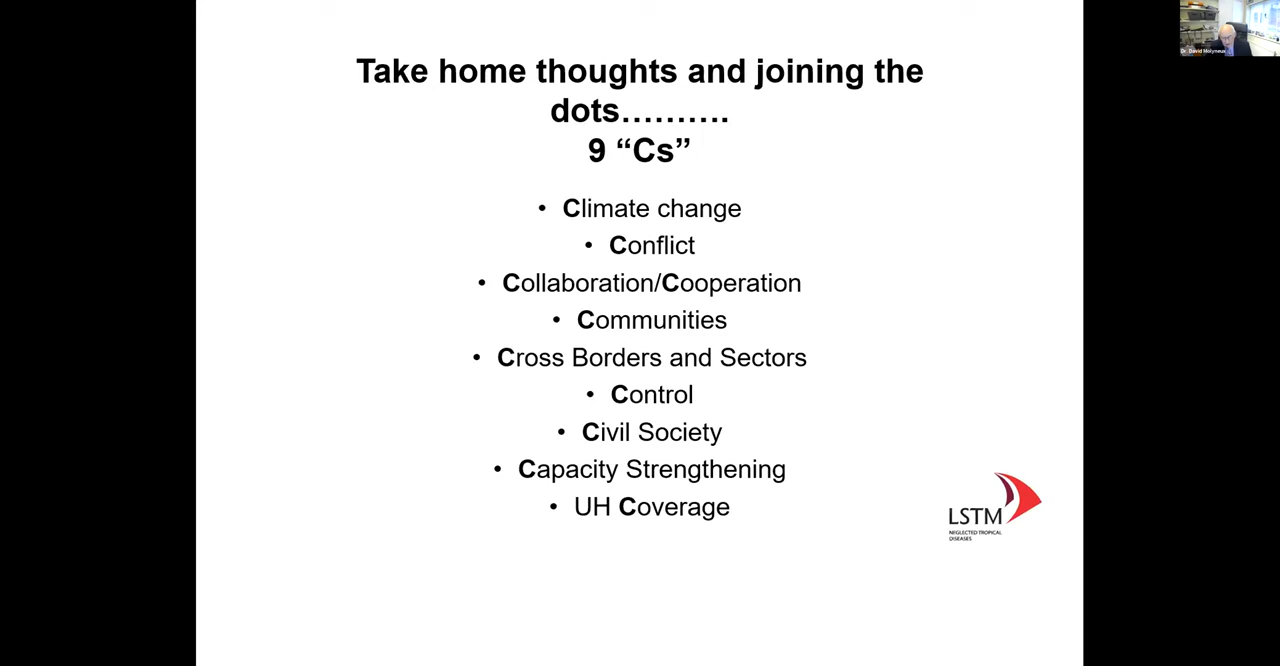 Take home thoughts and joining the
dots……….
9 “Cs”
• Climate change
• Conflict
• Collaboration/Cooperation
• Communities
• Cross Borders and Sectors
• Control
• Civil Society
• Capacity Strengthening
• UH Coverage
LSTM
NEGLECTED TROPICAL
DISEASES
Dr. David Molyneux